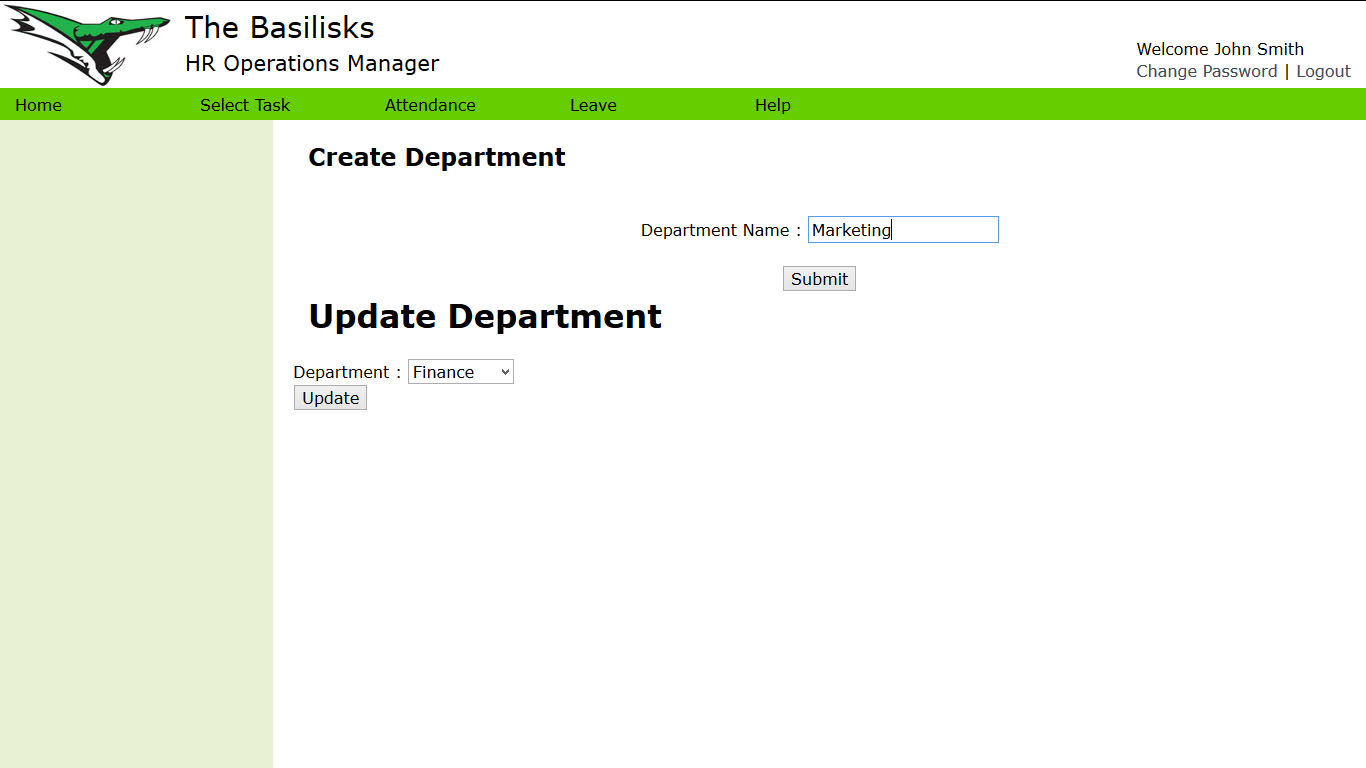 The Basilisks
HR Operations Manager
Welcome John Smith
Change Password | Logout
Home Select Task Attendance Leave Help
Create Department
Department Name : Marketing
Submit
Update Department
Department : Finance
Update